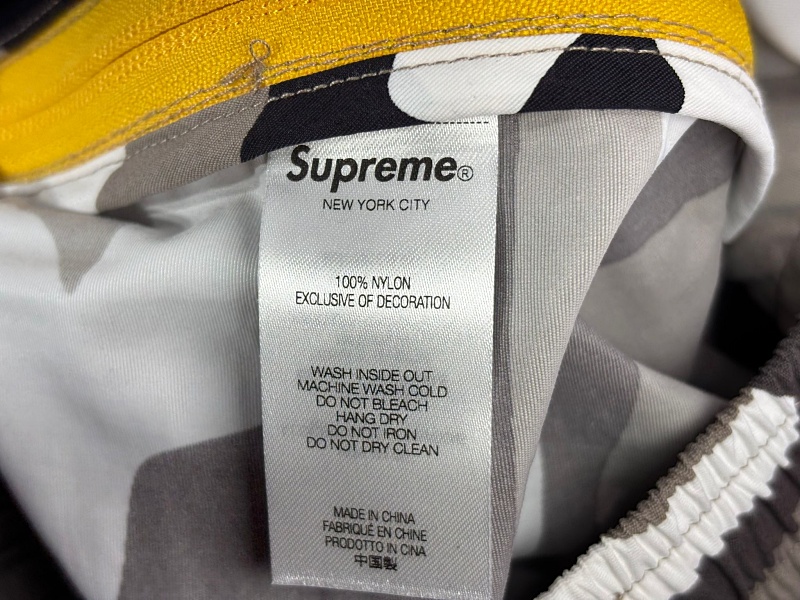 Supreme®
NEW YORK CITY
100% NYLON
EXCLUSIVE OF DECORATION
WASH INSIDE OUT
MACHINE WASH COLD
DO NOT BLEACH
HANG DRY
DO NOT IRON
DO NOT DRY CLEAN
MADE IN CHINA
FABRIQUÉ EN CHINE
PRODOTTO IN CINA
中国製